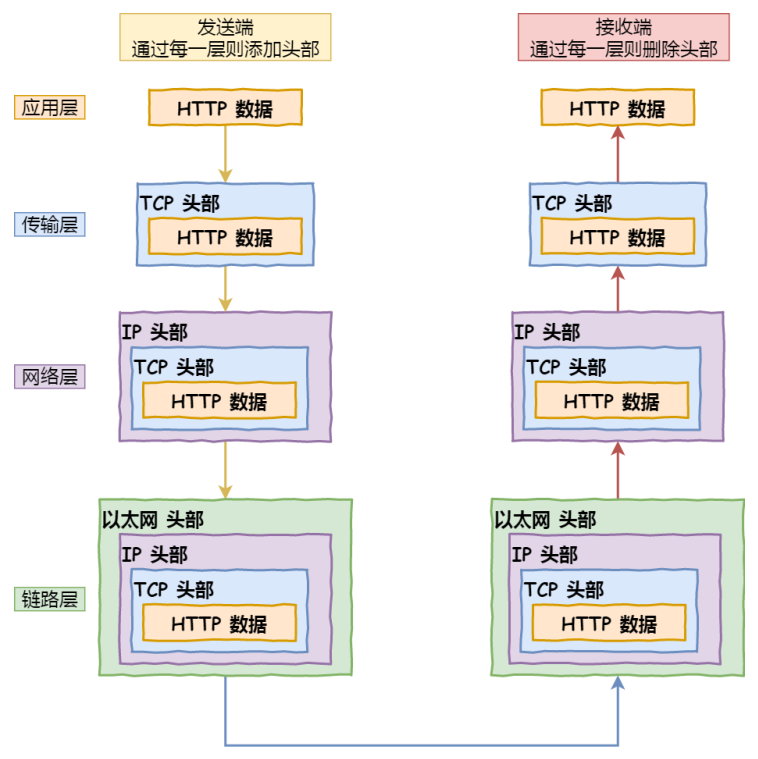 发送端
通过每一层则添加头部
接收端
通过每一层则删除头部
应用层
HTTP 数据
HTTP 数据
传输层
TCP 头部
HTTP 数据
TCP 头部
HTTP 数据
网络层
IP 头部
TCP 头部
HTTP 数据
IP 头部
TCP 头部
HTTP 数据
链路层
以太网 头部
IP 头部
TCP 头部
HTTP 数据
以太网 头部
IP 头部
TCP 头部
HTTP 数据